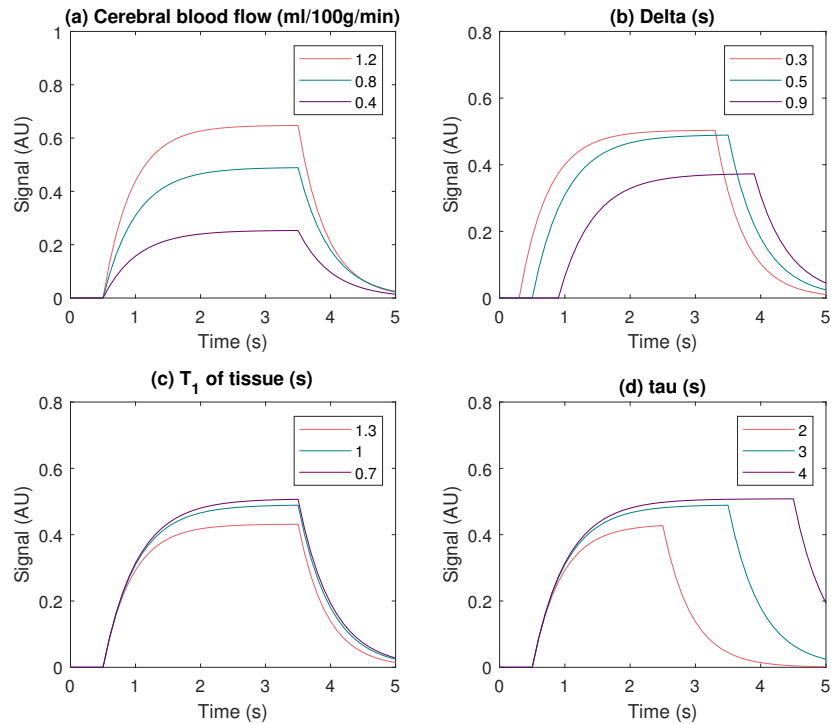 (a) Cerebral blood flow (ml/100g/min)
1
0.8
0.6
0.4
0.2
0
Signal (AU)
1.2
0.8
0.4
0 1 2 3 4 5
Time (s)
(b) Delta (s)
0.8
0.6
0.4
0.2
0
Signal (AU)
0.3
0.5
0.9
0 1 2 3 4 5
Time (s)
(c) T1 of tissue (s)
0.8
0.6
0.4
0.2
0
Signal (AU)
1.3
1
0.7
0 1 2 3 4 5
Time (s)
(d) tau (s)
0.8
0.6
0.4
0.2
0
Signal (AU)
2
3
4
0 1 2 3 4 5
Time (s)